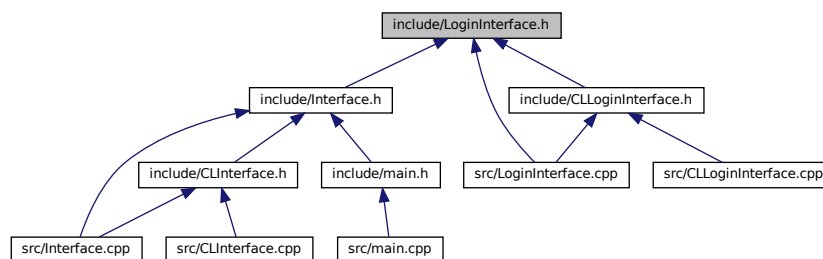 include/LoginInterface.h
include/Interface.h
include/CLLoginInterface.h
include/CLInterface.h
include/main.h
src/LoginInterface.cpp
src/CLLoginInterface.cpp
src/Interface.cpp
src/CLInterface.cpp
src/main.cpp